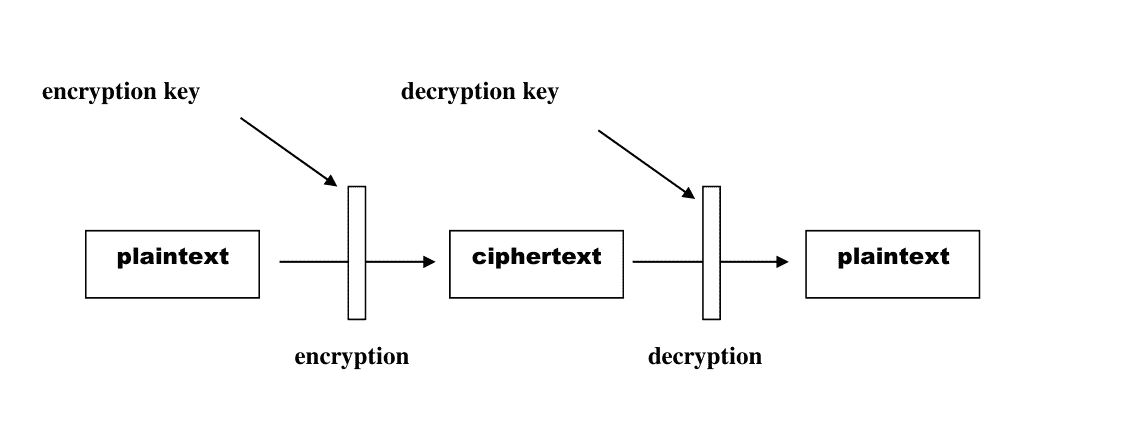 encryption key
decryption key
plaintext
ciphertext
plaintext
encryption
decryption